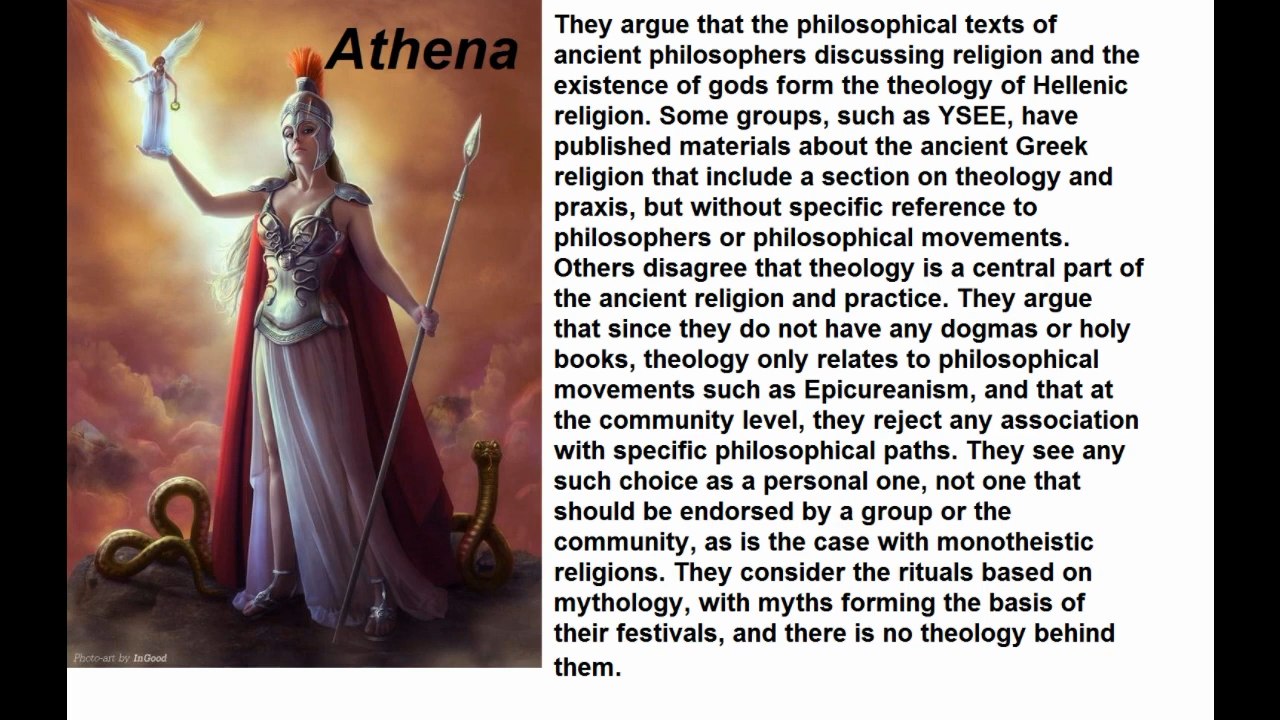 Athena
They argue that the philosophical texts of
ancient philosophers discussing religion and the
existence of gods form the theology of Hellenic
religion. Some groups, such as YSEE, have
published materials about the ancient Greek
religion that include a section on theology and
praxis, but without specific reference to
philosophers or philosophical movements.
Others disagree that theology is a central part of
the ancient religion and practice. They argue
that since they do not have any dogmas or holy
books, theology only relates to philosophical
movements such as Epicureanism, and that at
the community level, they reject any association
with specific philosophical paths. They see any
such choice as a personal one, not one that
should be endorsed by a group or the
community, as is the case with monotheistic
religions. They consider the rituals based on
mythology, with myths forming the basis of
their festivals, and there is no theology behind
them.
Photo-art by InGood